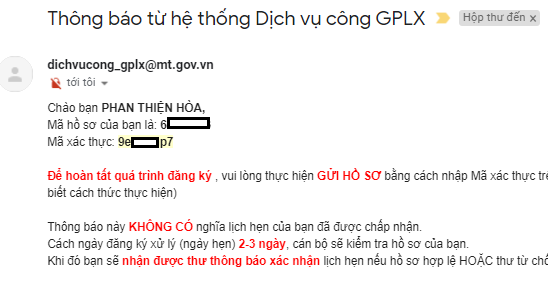 Thông báo từ hệ thống Dịch vụ công GPLX
Hộp thư đến x
dichvucong_gplx@mt.gov.vn
tới tôi
Chào bạn PHAN THIỆN HÒA,
Mã hồ sơ của bạn là: 6
Mã xác thực: 9e p7
Để hoàn tất quá trình đăng ký , vui lòng thực hiện GỬI HỒ SƠ bằng cách nhập Mã xác thực trê
biết cách thức thực hiện)
Thông báo này KHÔNG CÓ nghĩa lịch hẹn của bạn đã được chấp nhận.
Cách ngày đăng ký xử lý (ngày hẹn) 2-3 ngày, cán bộ sẽ kiểm tra hồ sơ của bạn.
Khi đó bạn sẽ nhận được thư thông báo xác nhận lịch hẹn nếu hồ sơ hợp lệ HOẶC thư từ chố